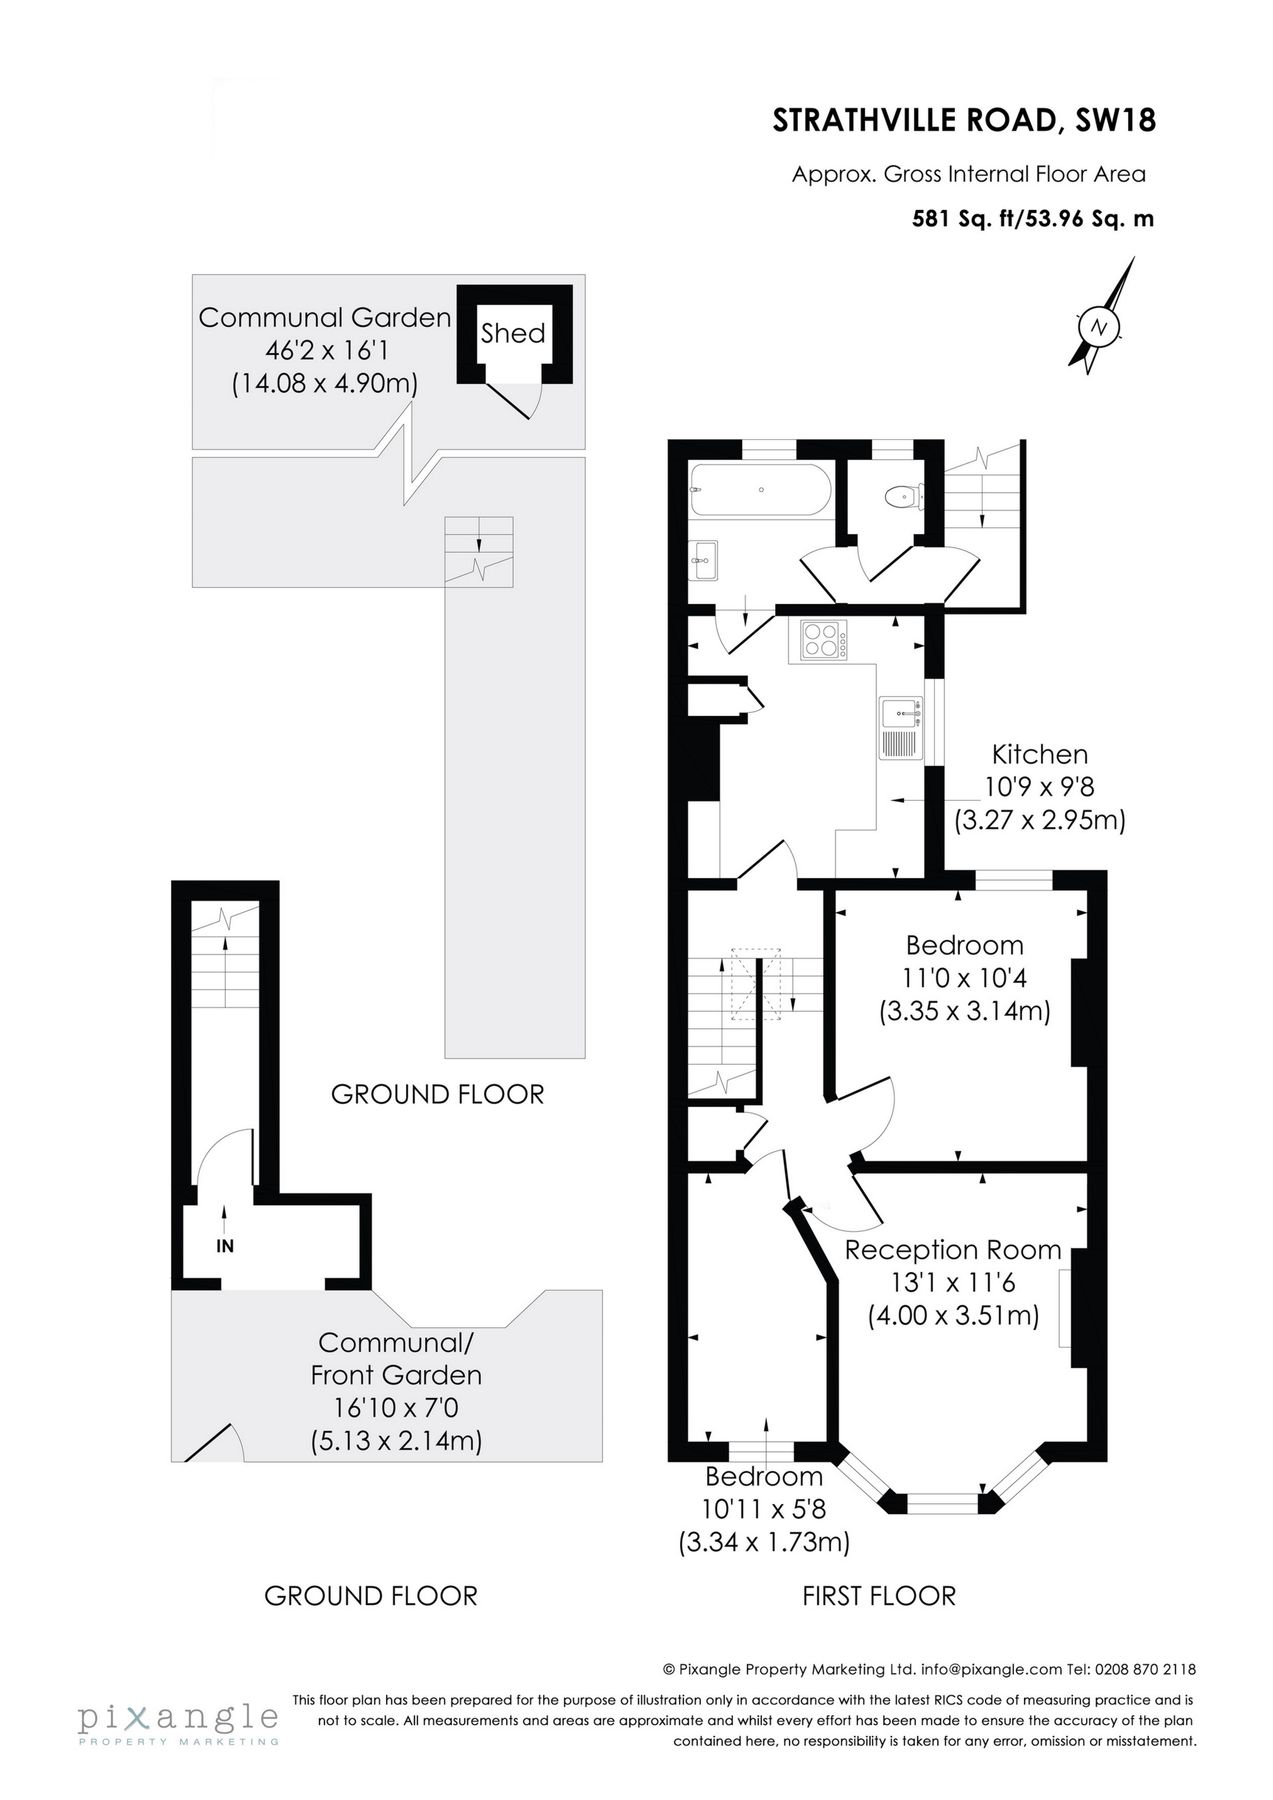 STRATHVILLE ROAD, SW18
Approx. Gross Internal Floor Area
581 Sq. ft/53.96 Sq. m
N
Communal Garden
46'2 x 16'1
(14.08 x 4.90m)
Shed
Kitchen
10'9 x 9'8
(3.27 x 2.95m)
Bedroom
11'0 x 10'4
(3.35 x 3.14m)
GROUND FLOOR
IN
Reception Room
13'1 x 11'6
(4.00 x 3.51m)
Communal/
Front Garden
16'10 x 7'0
(5.13 x 2.14m)
Bedroom
10'11 x 5'8
(3.34 x 1.73m)
GROUND FLOOR
FIRST FLOOR
© Pixangle Property Marketing Ltd. info@pixangle.com Tel: 0208 870 2118
pixangle
PROPERTY MARKETING
This floor plan has been prepared for the purpose of illustration only in accordance with the latest RICS code of measuring practice and is
not to scale. All measurements and areas are approximate and whilst every effort has been made to ensure the accuracy of the plan
contained here, no responsibility is taken for any error, omission or misstatement.